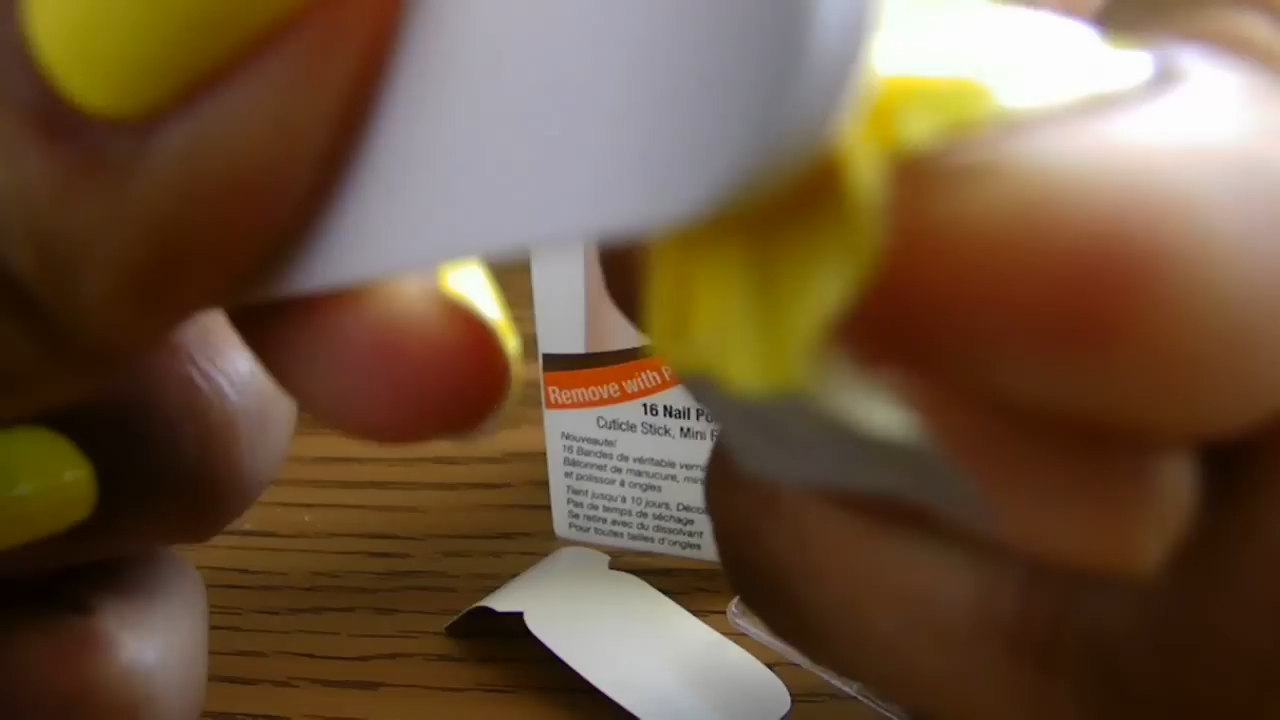 Remove with
16 Nail
Cuticle Stick, Mini
Nouveauté!
16 Bandes de véritable
Bâtonnet de manucure,
et polissoir à ongles
Tient jusqu'à 10 jours,
Pas de temps de séchage
Se retire avec du dissolvant
Pour toutes tailles d'ongles